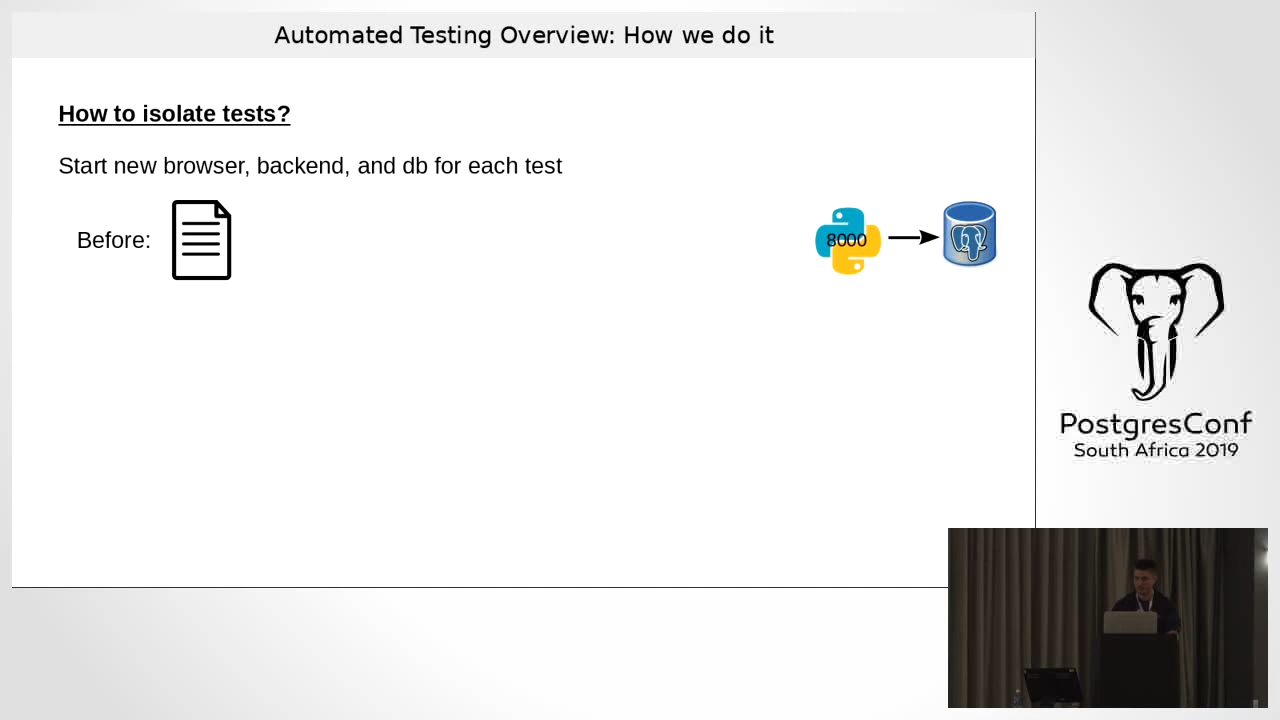 Automated Testing Overview: How we do it
How to isolate tests?
Start new browser, backend, and db for each test
Before:
8000
PostgresConf
South Africa 2019